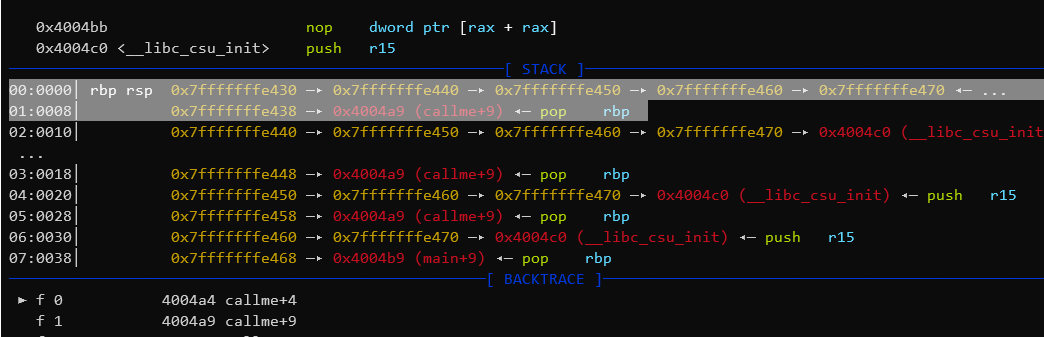 0x4004bb nop dword ptr [rax + rax]
0x4004c0 <__libc_csu_init> push r15
[ STACK ]
00:0000│ rbp rsp 0x7fffffffe430 —▸ 0x7fffffffe440 —▸ 0x7fffffffe450 —▸ 0x7fffffffe460 —▸ 0x7fffffffe470 ◂— ...
01:0008│ 0x7fffffffe438 —▸ 0x4004a9 (callme+9) ◂— pop rbp
02:0010│ 0x7fffffffe440 —▸ 0x7fffffffe450 —▸ 0x7fffffffe460 —▸ 0x7fffffffe470 —▸ 0x4004c0 (__libc_csu_init
...
03:0018│ 0x7fffffffe448 —▸ 0x4004a9 (callme+9) ◂— pop rbp
04:0020│ 0x7fffffffe450 —▸ 0x7fffffffe460 —▸ 0x7fffffffe470 —▸ 0x4004c0 (__libc_csu_init) ◂— push r15
05:0028│ 0x7fffffffe458 —▸ 0x4004a9 (callme+9) ◂— pop rbp
06:0030│ 0x7fffffffe460 —▸ 0x7fffffffe470 —▸ 0x4004c0 (__libc_csu_init) ◂— push r15
07:0038│ 0x7fffffffe468 —▸ 0x4004b9 (main+9) ◂— pop rbp
[ BACKTRACE ]
► f 0 4004a4 callme+4
f 1 4004a9 callme+9